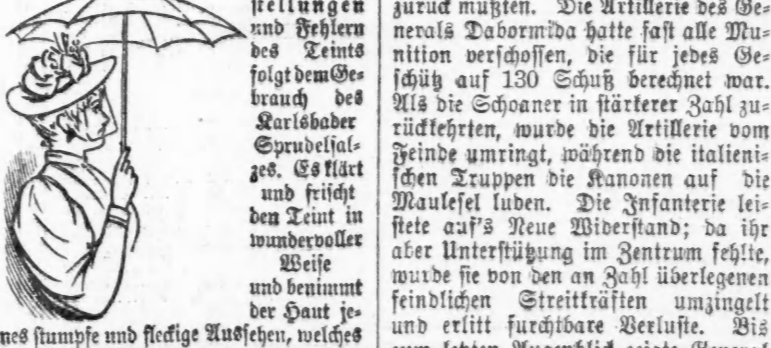 stellungen
und Fehlern
des Teints
folgt dem Ge=
brauch des
Karlsbader
Sprudelsal=
zes. Es klärt
und frischt
den Teint in
wundervoller
Weise
und benimmt
der Haut je=
nes stumpfe und fleckige Aussehen, welches
zurück mußten. Die Artillerie des Ge=
nerals Dabormida hatte fast alle Mu=
nition verschossen, die für jedes Ge=
schütz auf 130 Schuß berechnet war.
Als die Schoaner in stärkerer Zahl zu=
rückkehrten, wurde die Artillerie vom
Feinde umringt, während die italieni=
schen Truppen die Kanonen auf die
Maulesel luden. Die Infanterie lei=
stete auf's Neue Widerstand; da ihr
aber Unterstützung im Zentrum fehlte,
wurde sie von den an Zahl überlegenen
feindlichen Streitkräften umzingelt
und erlitt furchtbare Verluste. Bis
zum letzten Augenblick zeigte General